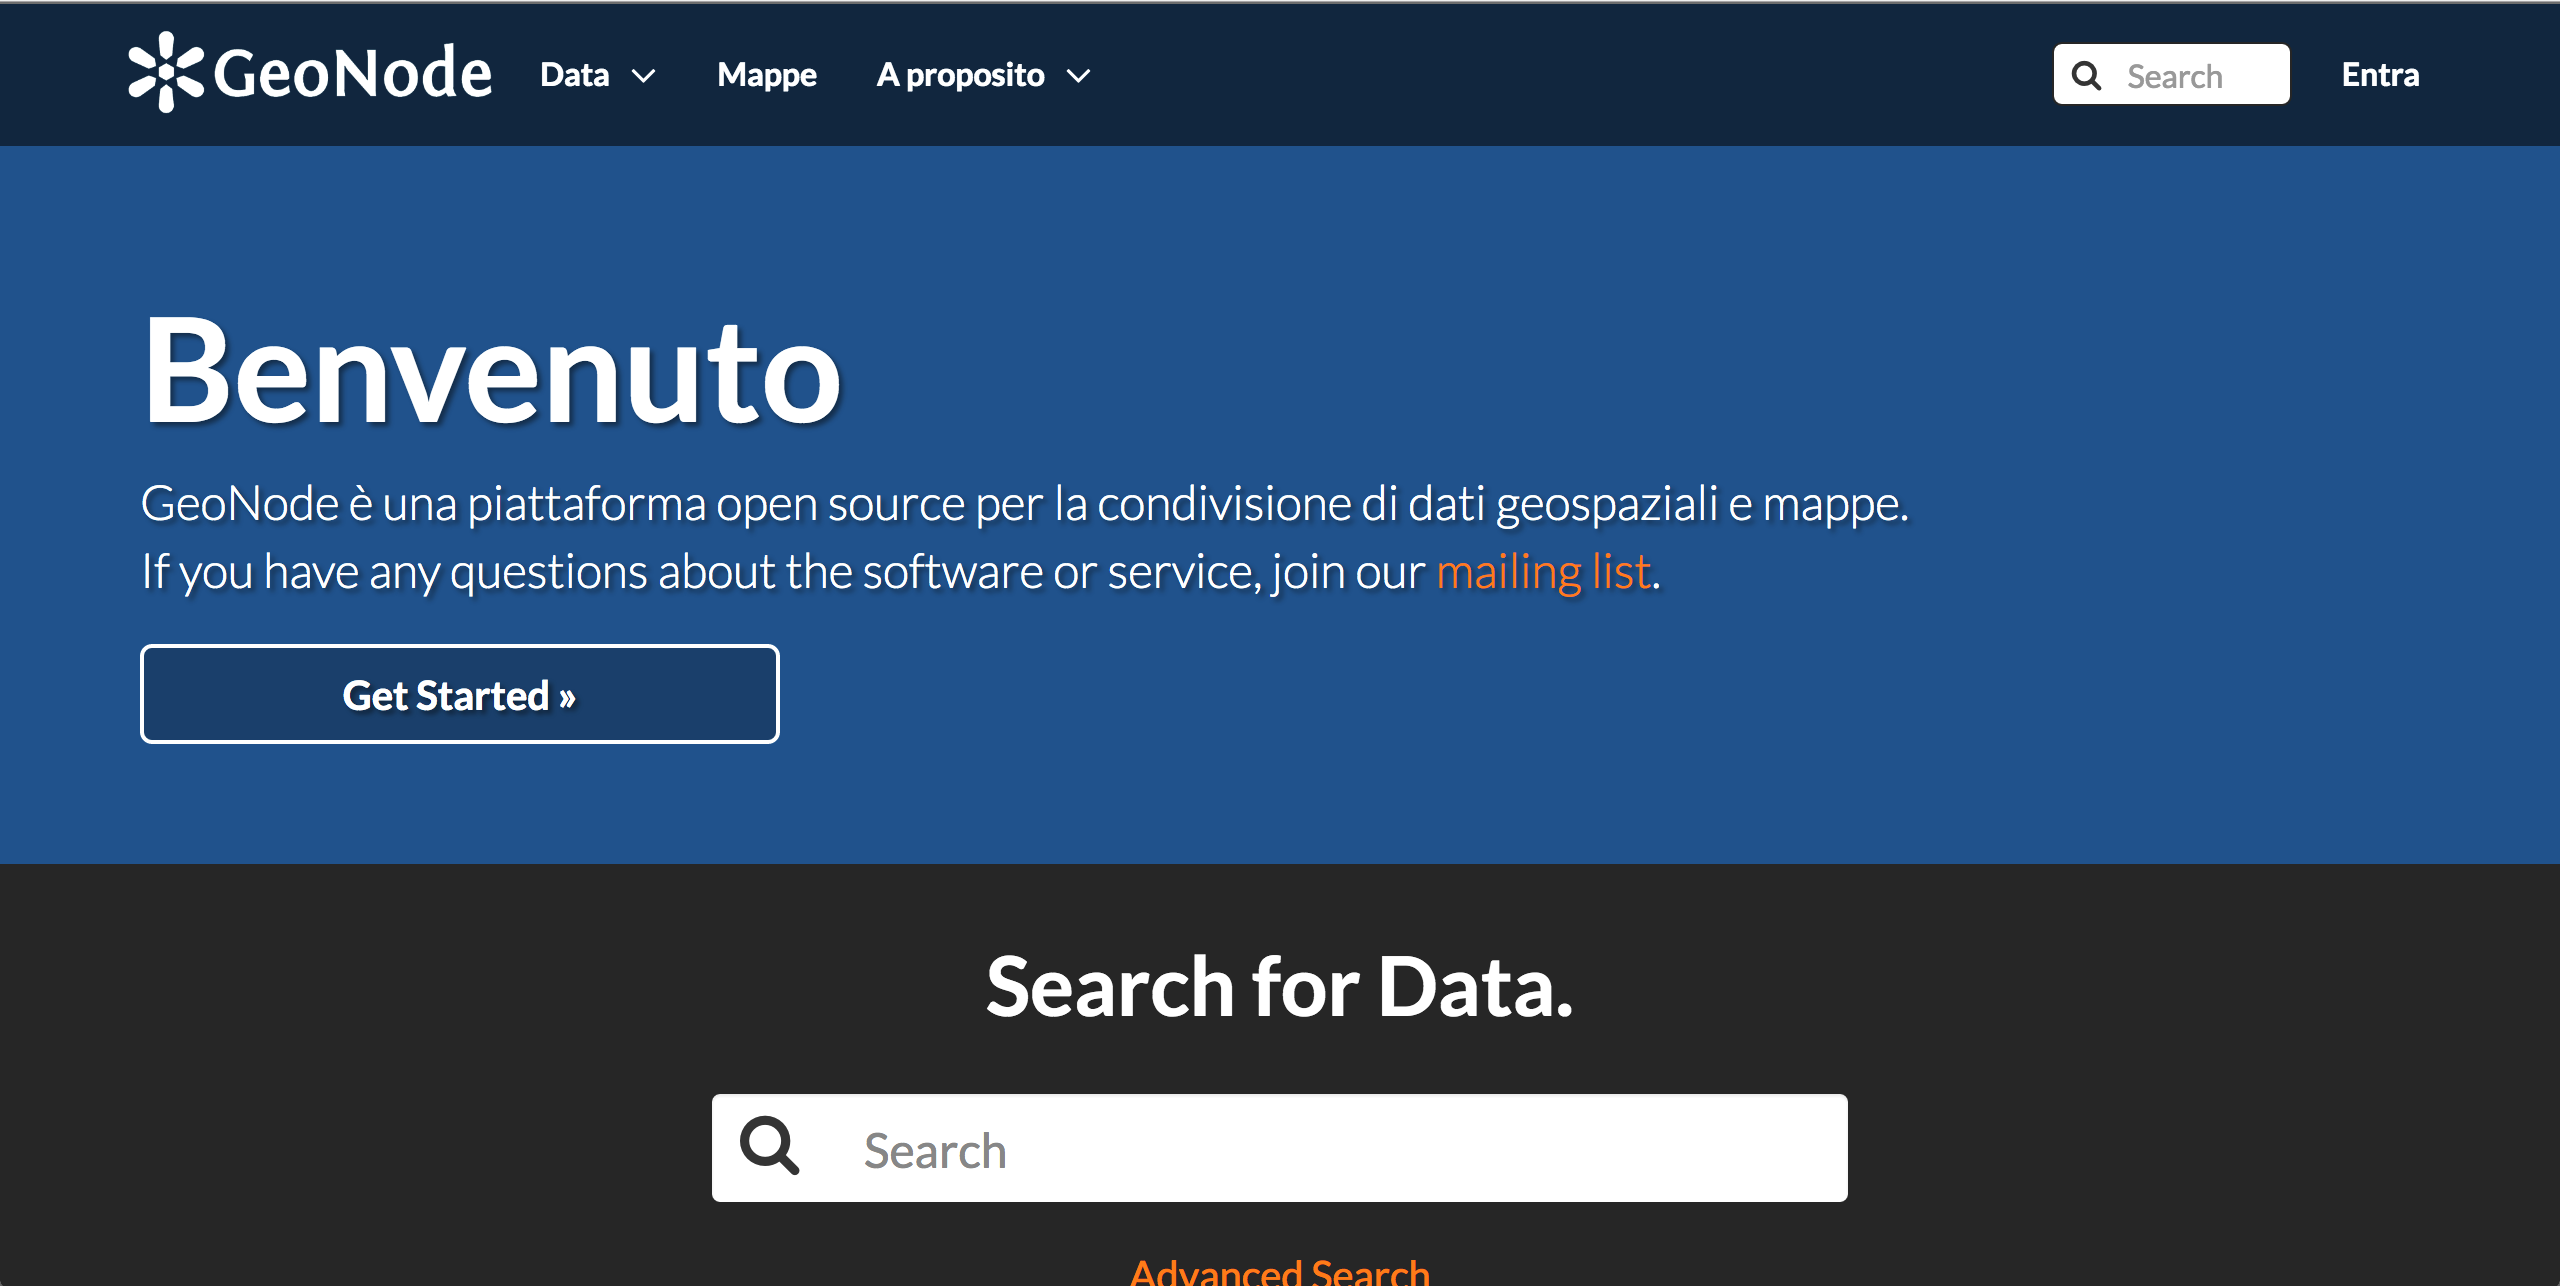 GeoNode Data Mappe A proposito Search Entra
Benvenuto
GeoNode è una piattaforma open source per la condivisione di dati geospaziali e mappe.
If you have any questions about the software or service, join our mailing list.
Get Started »
Search for Data.
Search
Advanced Search